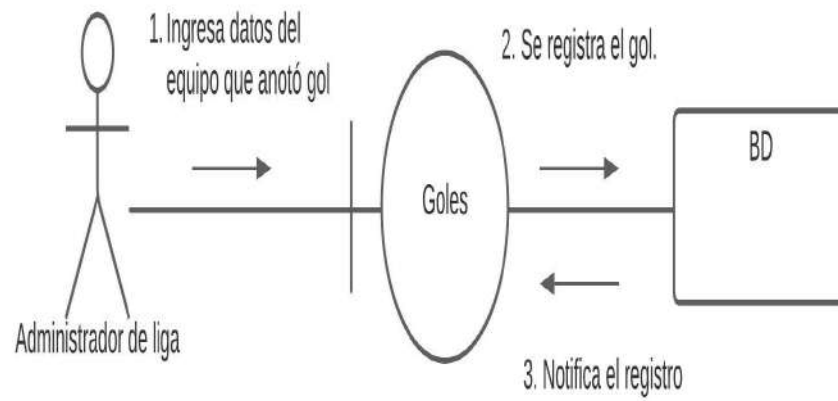 1. Ingresa datos del
equipo que anotó gol
2. Se registra el gol.
BD
Goles
Administrador de liga
3. Notifica el registro